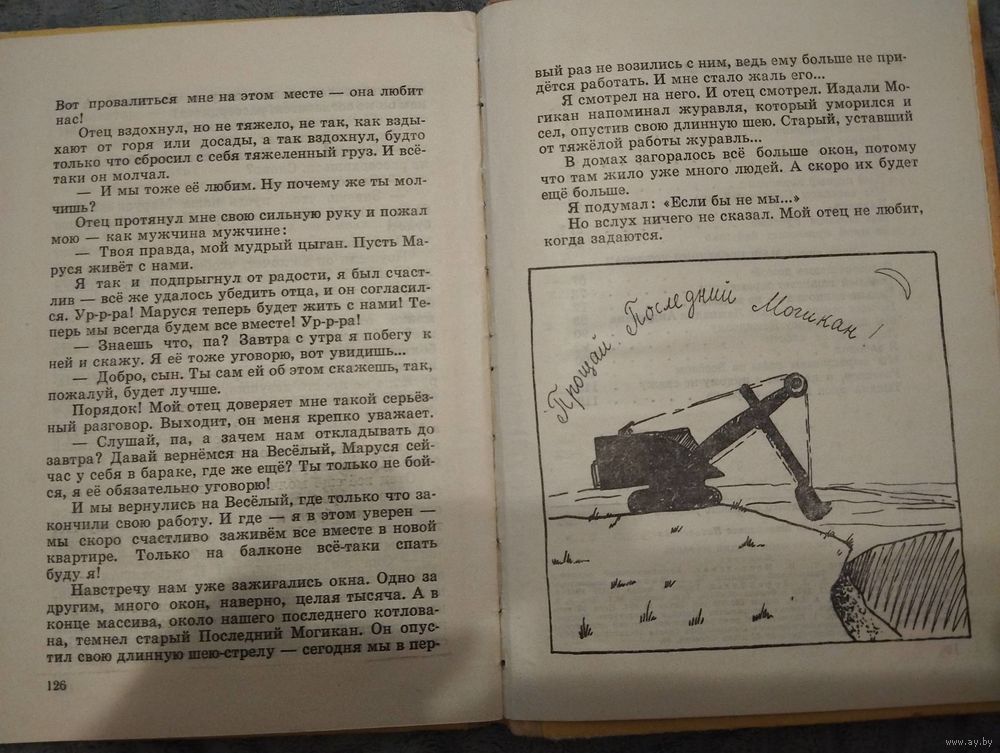 Вот провалиться мне на этом месте — она любит
нас!
Отец вздохнул, но не тяжело, не так, как взды-
хают от горя или досады, а так вздохнул, будто
только что сбросил с себя тяжеленный груз. И всё-
таки он молчал.
— И мы тоже её любим. Ну почему же ты мол-
чишь?
Отец протянул мне свою сильную руку и пожал
мою — как мужчина мужчине:
— Твоя правда, мой мудрый цыган. Пусть Ма-
руся живёт с нами.
Я так и подпрыгнул от радости, я был счаст-
лив — всё же удалось убедить отца, и он согласил-
ся. Ур-р-ра! Маруся теперь будет жить с нами! Те-
перь мы всегда будем все вместе! Ур-р-ра!
— Знаешь что, па? Завтра с утра я побегу к
ней и скажу. Я её тоже уговорю, вот увидишь...
— Добро, сын. Ты сам ей об этом скажешь, так,
пожалуй, будет лучше.
Порядок! Мой отец доверяет мне такой серьёз-
ный разговор. Выходит, он меня крепко уважает.
— Слушай, па, а зачем нам откладывать до
завтра? Давай вернёмся на Весёлый, Маруся сей-
час у себя в бараке, где же ещё? Ты только не бой-
ся, я её обязательно уговорю!
И мы вернулись на Весёлый, где только что за-
кончили свою работу. И где — я в этом уверен —
мы скоро счастливо заживём все вместе в новой
квартире. Только на балконе всё-таки спать
буду я!
Навстречу нам уже зажигались окна. Одно за
другим, много окон, наверно, целая тысяча. А в
конце массива, около нашего последнего котлова-
на, темнел старый Последний Могикан. Он опус-
тил свою длинную шею-стрелу — сегодня мы в пер-
126
вый раз не возились с ним, ведь ему больше не при-
дётся работать. И мне стало жаль его...
Я смотрел на него. И отец смотрел. Издали Мо-
гикан напоминал журавля, который уморился и
сел, опустив свою длинную шею. Старый, уставший
от тяжёлой работы журавль...
В домах загоралось всё больше окон, потому
что там жило уже много людей. А скоро их будет
ещё больше.
Я подумал: «Если бы не мы...»
Но вслух ничего не сказал. Мой отец не любит,
когда задаются.
Прощай. Последний Могикан!
www.ay.by